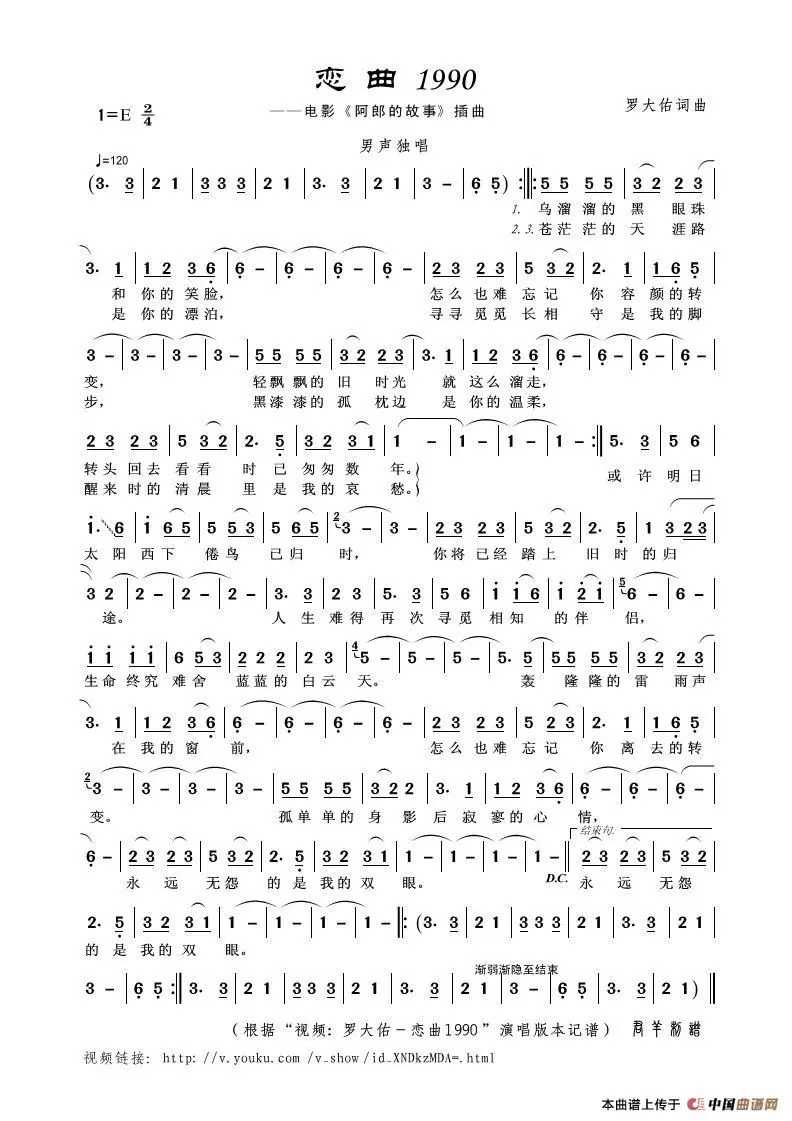 恋曲 1990
1=E 2/4
——电影《阿郎的故事》插曲
罗大佑词曲
男声独唱
♩=120
(3. 3 | 2 1 | 3 3 3 3 | 2 1 | 3. 3 | 2 1 | 3 - | 6 5 ) :‖: 5 5 5 5 | 3 2 2 3
1. 乌溜溜的黑眼珠
2.3. 苍茫茫的天涯路
3. 1 | 1 2 3 6 | 6 - | 6 - | 6 - | 6 - | 2 3 2 3 | 5 3 2 | 2. 1 | 1 6 5
和你的笑脸, 怎么也难忘记你容颜的转
是你的漂泊, 寻寻觅觅长相守是我的脚
3 - | 3 - | 3 - | 3 - | 5 5 5 5 | 3 2 2 3 | 3. 1 | 1 2 3 6 | 6 - | 6 - | 6 - | 6 -
变, 轻飘飘的旧时光就这么溜走,
步, 黑漆漆的孤枕边是你的温柔,
2 3 2 3 | 5 3 2 | 2. 5 | 3 2 3 1 | 1 - | 1 - | 1 - | 1 - :‖ 5. 3 | 5 6
转头回去看看时已匆匆数年。 或许明日
醒来时的清晨里是我的哀愁。
1. 6 | 1 6 5 | 5 5 3 | 5 6 5 | 2 3 - | 3 - | 2 3 2 3 | 5 3 2 | 2. 5 | 1 3 2 3
太阳西下倦鸟已归时, 你将已经踏上旧时的归
3 2 | 2 - | 2 - | 2 - | 3. 3 | 2 3 | 5. 3 | 5 6 | 1 1 6 | 1 2 1 | 5 6 - | 6 -
途。 人生难得再次寻觅相知的伴侣,
1 1 1 1 | 6 5 3 | 2 2 2 | 2 3 | 4 5 - | 5 - | 5. 5 | 5 5 5 5 | 3 2 2 3
生命终究难舍蓝蓝的白云天。 轰隆隆的雷雨声
3. 1 | 1 2 3 6 | 6 - | 6 - | 6 - | 6 - | 2 3 2 3 | 5 2 3 | 2. 1 | 1 6 5
在我的窗前, 怎么也难忘记你离去的转
2 3 - | 3 - | 3 - | 3 - | 5 5 5 5 | 3 2 2 | 3. 1 | 1 2 3 6 | 6 - | 6 - | 6 -
变。 孤单单的身影后寂寥的心情,
结束句.
6 - | 2 3 2 3 | 5 3 2 | 2. 5 | 3 2 3 1 | 1 - | 1 - | 1 - | 1 - ‖ 2 3 2 3 | 5 3 2
永远无怨的是我的双眼。 D.C. 永远无怨
2. 5 | 3 2 3 1 | 1 - | 1 - | 1 - | 1 - ‖: (3. 3 | 2 1 | 3 3 3 | 2 1 | 3. 3 | 2 1
的是我的双眼。
渐弱渐隐至结束
3 - | 6 5 :‖ 3. 3 | 2 1 | 3 3 3 | 2 1 | 3. 3 | 2 1 | 3 - | 6 5 | 3. 3 | 2 1 ) ‖
(根据“视频: 罗大佑-恋曲1990”演唱版本记谱) 君羊制谱
视频链接: http: //v.youku.com /v_show /id_XNDkzMDA=.html
本曲谱上传于 中国曲谱网